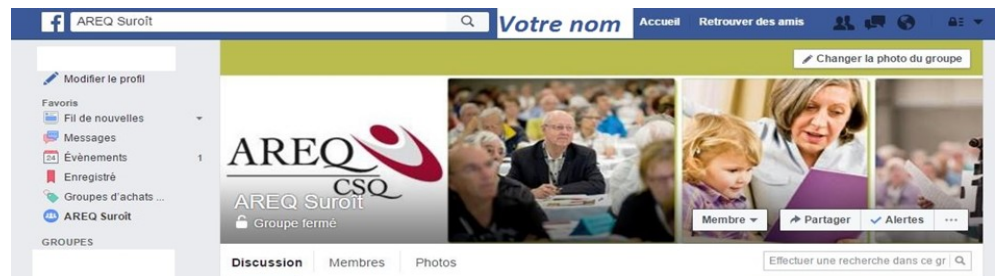 f AREQ Suroît Votre nom Accueil Retrouver des amis
Changer la photo du groupe
Modifier le profil
Favoris
Fil de nouvelles
Messages
24 Évènements 1
Enregistré
Groupes d'achats ...
AREQ Suroît
GROUPES
AREQ
CSQ
AREQ Suroît
Groupe fermé
Membre Partager Alertes ...
Discussion Membres Photos
Effectuer une recherche dans ce gr